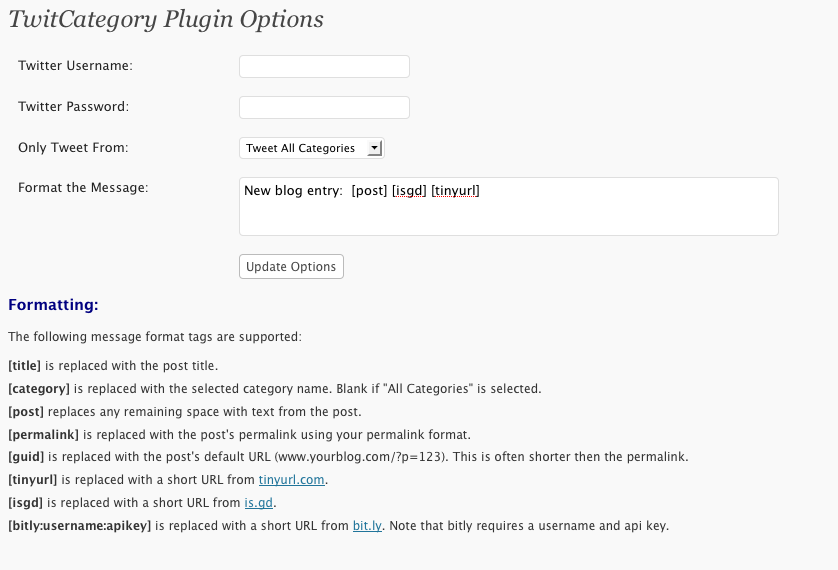 TwitCategory Plugin Options
Twitter Username:
Twitter Password:
Only Tweet From: Tweet All Categories
Format the Message: New blog entry:  [post] [isgd] [tinyurl]
Update Options
Formatting:
The following message format tags are supported:
[title] is replaced with the post title.
[category] is replaced with the selected category name. Blank if "All Categories" is selected.
[post] replaces any remaining space with text from the post.
[permalink] is replaced with the post's permalink using your permalink format.
[guid] is replaced with the post's default URL (www.yourblog.com/?p=123). This is often shorter then the permalink.
[tinyurl] is replaced with a short URL from tinyurl.com.
[isgd] is replaced with a short URL from is.gd.
[bitly:username:apikey] is replaced with a short URL from bit.ly. Note that bitly requires a username and api key.